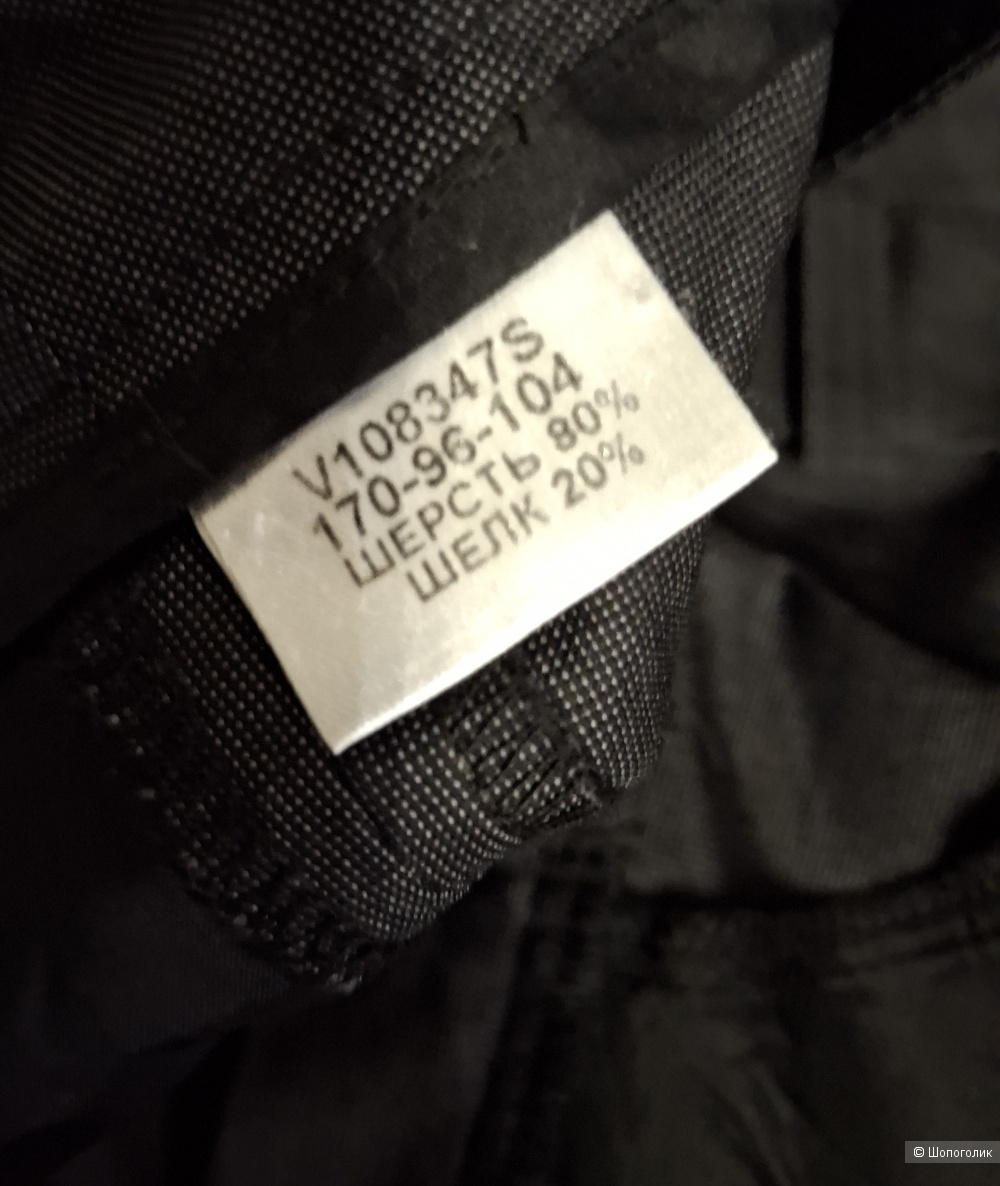 V108347S
170-96-104
ШЕРСТЬ 80%
ШЕЛК 20%
© Шопоголик